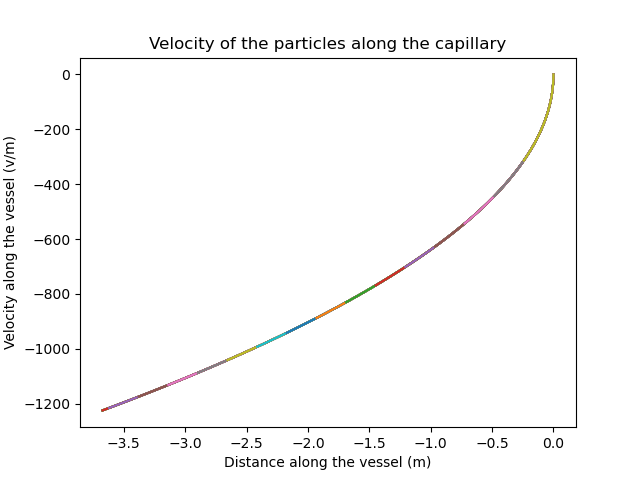 Velocity of the particles along the capillary
0
−200
−400
−600
−800
−1000
−1200
Velocity along the vessel (v/m)
−3.5 −3.0 −2.5 −2.0 −1.5 −1.0 −0.5 0.0
Distance along the vessel (m)